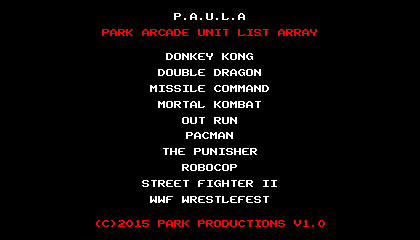 P.A.U.L.A
PARK ARCADE UNIT LIST ARRAY
DONKEY KONG
DOUBLE DRAGON
MISSILE COMMAND
MORTAL KOMBAT
OUT RUN
PACMAN
THE PUNISHER
ROBOCOP
STREET FIGHTER II
WWF WRESTLEFEST
(C)2015 PARK PRODUCTIONS V1.0